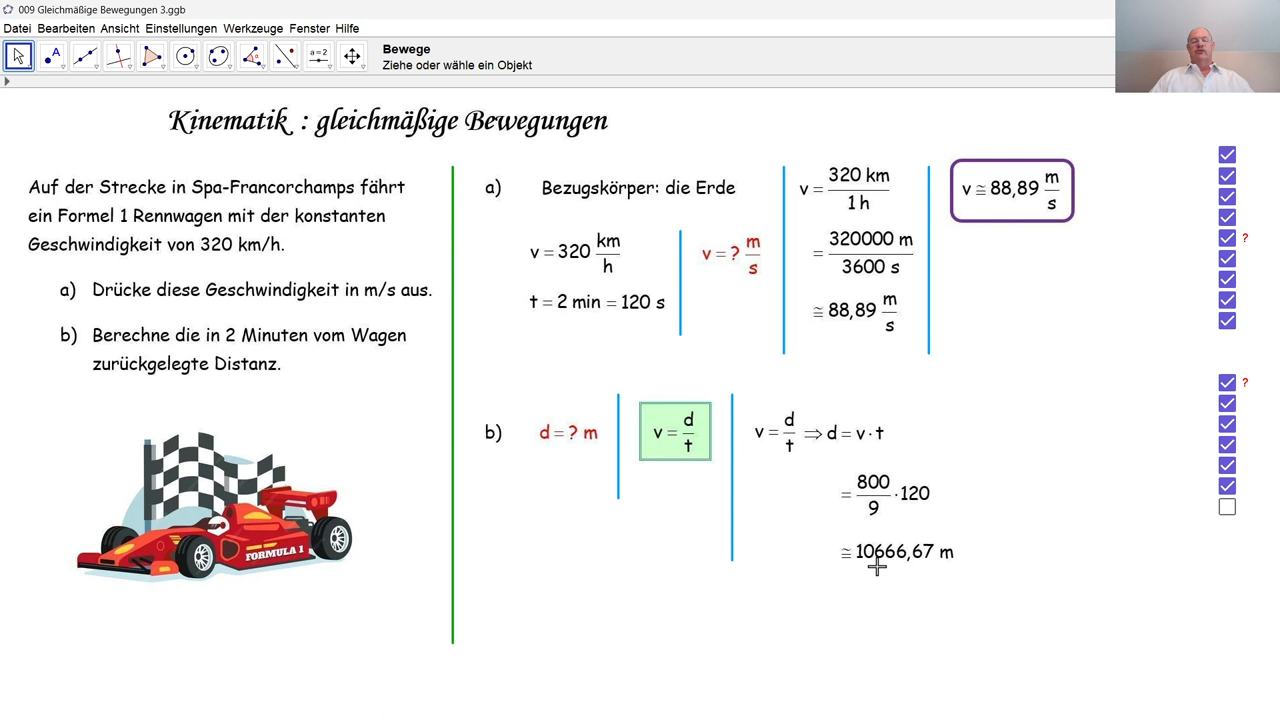 009 Gleichmäßige Bewegungen 3.ggb
Datei Bearbeiten Ansicht Einstellungen Werkzeuge Fenster Hilfe
A
a=2
Bewege
Ziehe oder wähle ein Objekt
Kinematik : gleichmäßige Bewegungen
Auf der Strecke in Spa-Francorchamps fährt
ein Formel 1 Rennwagen mit der konstanten
Geschwindigkeit von 320 km/h.
a) Drücke diese Geschwindigkeit in m/s aus.
b) Berechne die in 2 Minuten vom Wagen
zurückgelegte Distanz.
FORMULA 1
a) Bezugskörper: die Erde
v = 320 km/h
t = 2 min = 120 s
v = ? m/s
v = 320 km / 1 h
= 320000 m / 3600 s
≅ 88,89 m/s
v ≅ 88,89 m/s
b) d = ? m
v = d/t
v = d/t ⇒ d = v · t
= 800/9 · 120
≅ 10666,67 m
?
?